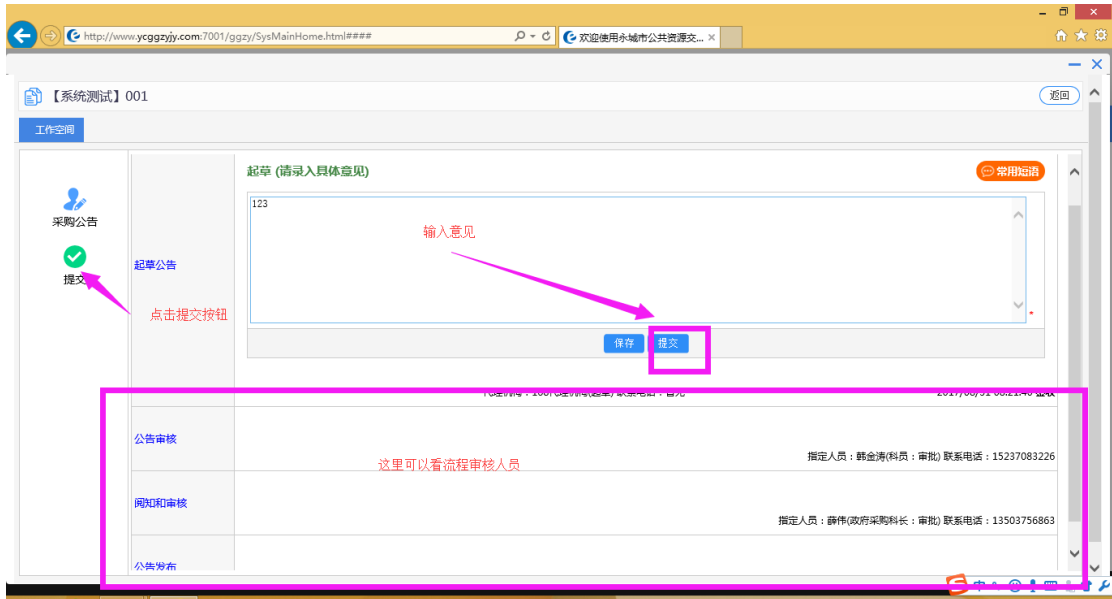 http://www.ycggzyjy.com:7001/ggzy/SysMainHome.html####
欢迎使用永城市公共资源交...
【系统测试】001
返回
工作空间
起草 (请录入具体意见)
常用短语
123
采购公告
输入意见
起草公告
提交
点击提交按钮
*
保存
提交
公告审核
这里可以看流程审核人员
指定人员：韩金涛(科员：审批) 联系电话：15237083226
阅知和审核
指定人员：薛伟(政府采购科长：审批) 联系电话：13503756863
公告发布
中